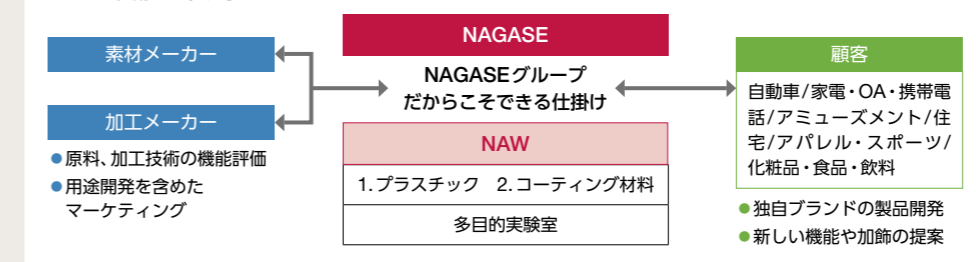 素材メーカー
加工メーカー
●原料、加工技術の機能評価
●用途開発を含めた
マーケティング
NAGASE
NAGASEグループ
だからこそできる仕掛け
NAW
1.プラスチック 2.コーティング材料
多目的実験室
顧客
自動車/家電・OA・携帯電
話/アミューズメント/住
宅/アパレル・スポーツ/
化粧品・食品・飲料
●独自ブランドの製品開発
●新しい機能や加飾の提案